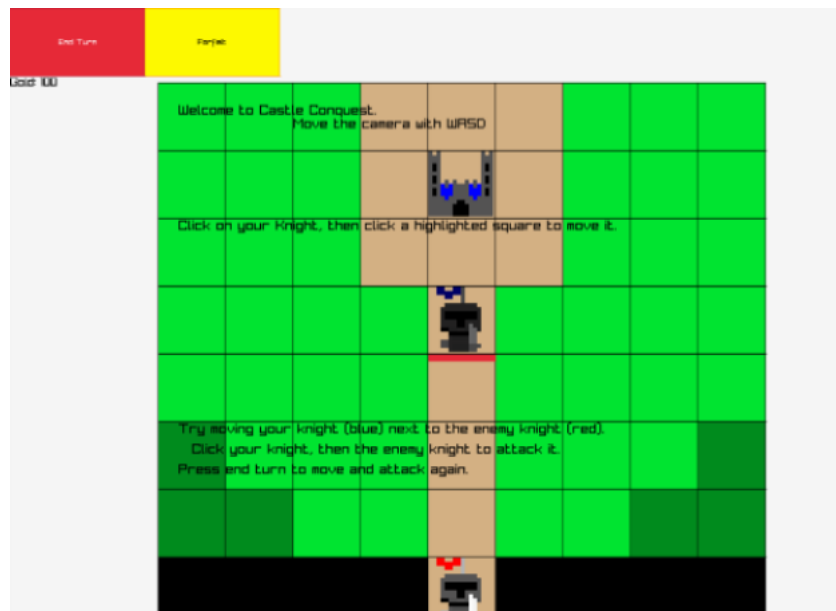 End Turn
Forfeit
Gold: 100
Welcome to Castle Conquest.
Move the camera with WASD
Click on your Knight, then click a highlighted square to move it.
Try moving your knight (blue) next to the enemy knight (red).
Click your knight, then the enemy knight to attack it.
Press end turn to move and attack again.